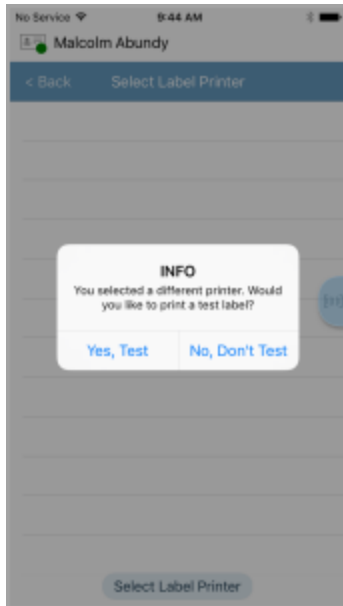 No Service 9:44 AM
Malcolm Abundy
< Back Select Label Printer
INFO
You selected a different printer. Would
you like to print a test label?
Yes, Test No, Don't Test
Select Label Printer